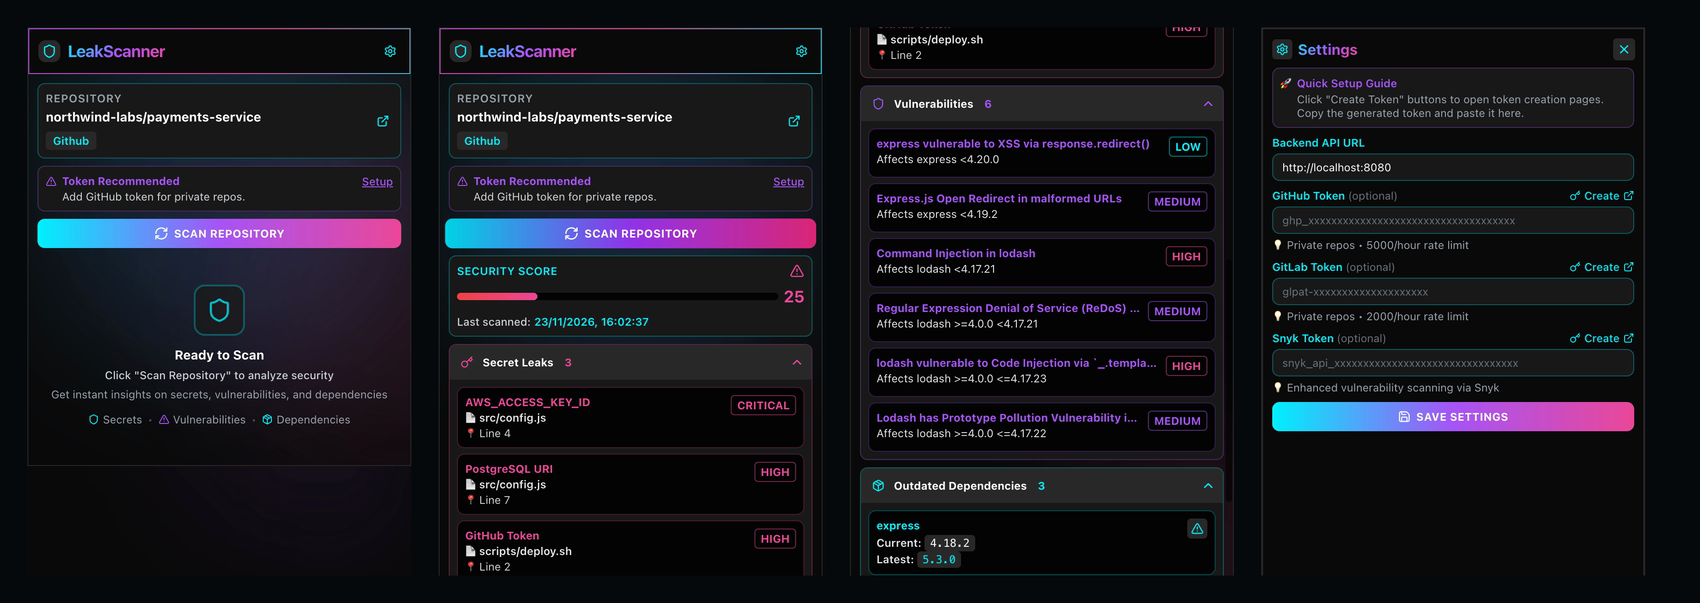 LeakScanner
REPOSITORY
northwind-labs/payments-service
Github
Token Recommended
Setup
Add GitHub token for private repos.
SCAN REPOSITORY
Ready to Scan
Click "Scan Repository" to analyze security
Get instant insights on secrets, vulnerabilities, and dependencies
Secrets • Vulnerabilities • Dependencies
LeakScanner
REPOSITORY
northwind-labs/payments-service
Github
Token Recommended
Setup
Add GitHub token for private repos.
SCAN REPOSITORY
SECURITY SCORE
25
Last scanned: 23/11/2026, 16:02:37
Secret Leaks 3
AWS_ACCESS_KEY_ID
CRITICAL
src/config.js
Line 4
PostgreSQL URI
HIGH
src/config.js
Line 7
GitHub Token
HIGH
scripts/deploy.sh
Line 2
GitHub Token
HIGH
scripts/deploy.sh
Line 2
Vulnerabilities 6
express vulnerable to XSS via response.redirect()
LOW
Affects express <4.20.0
Express.js Open Redirect in malformed URLs
MEDIUM
Affects express <4.19.2
Command Injection in lodash
HIGH
Affects lodash <4.17.21
Regular Expression Denial of Service (ReDoS) ...
MEDIUM
Affects lodash >=4.0.0 <4.17.21
lodash vulnerable to Code Injection via `_.templa...
HIGH
Affects lodash >=4.0.0 <=4.17.23
Lodash has Prototype Pollution Vulnerability i...
MEDIUM
Affects lodash >=4.0.0 <=4.17.22
Outdated Dependencies 3
express
Current: 4.18.2
Latest: 5.3.0
Settings
Quick Setup Guide
Click "Create Token" buttons to open token creation pages.
Copy the generated token and paste it here.
Backend API URL
http://localhost:8080
GitHub Token (optional)
Create
ghp_xxxxxxxxxxxxxxxxxxxxxxxxxxxxxxxxxxxx
Private repos • 5000/hour rate limit
GitLab Token (optional)
Create
glpat-xxxxxxxxxxxxxxxxxxxx
Private repos • 2000/hour rate limit
Snyk Token (optional)
Create
snyk_api_xxxxxxxxxxxxxxxxxxxxxxxxxxxxxxxx
Enhanced vulnerability scanning via Snyk
SAVE SETTINGS